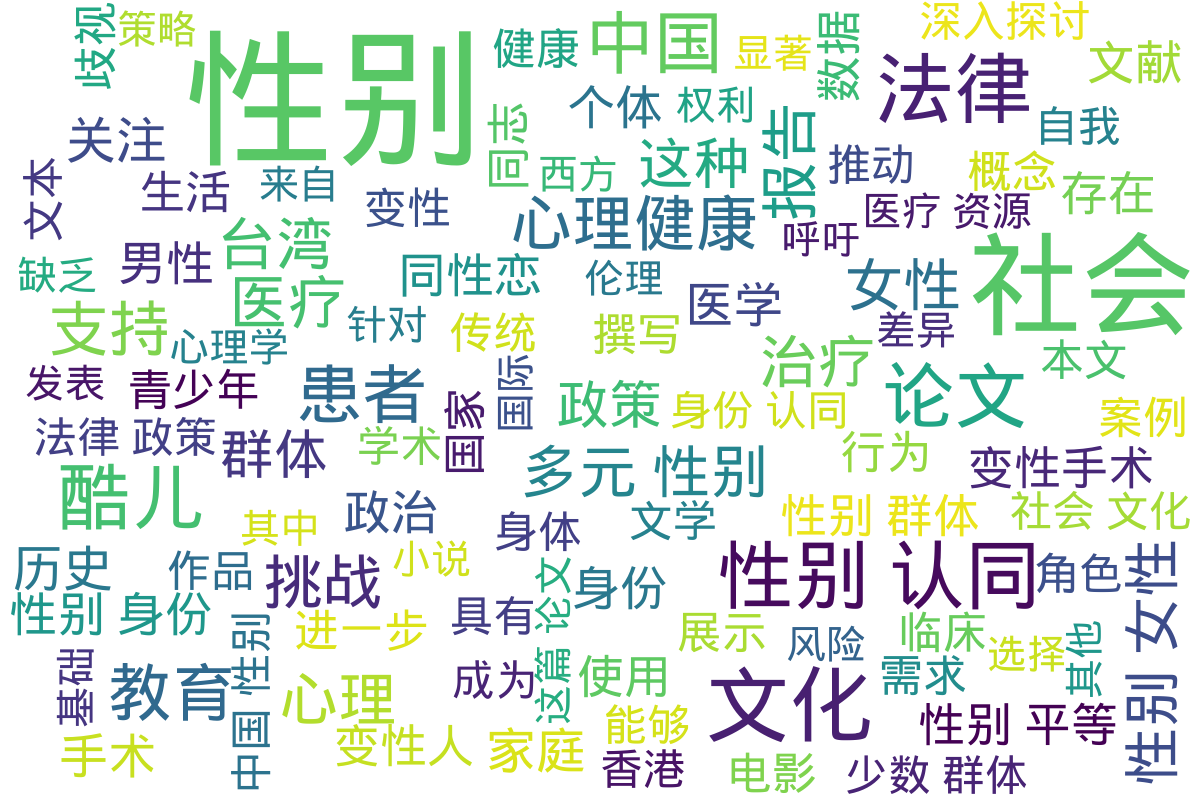 歧视
策略
性别
健康
中国
显著
数据
深入探讨
文献
法律
关注
个体
权利
自我
同志
报告
文本
生活
来自
变性
西方
这种
推动
概念
存在
医疗 资源
呼吁
心理健康
台湾
男性
缺乏
医疗
同性恋
伦理
医学
女性
社会
支持
心理学
针对
传统
撰写
差异
治疗
本文
发表
青少年
患者
国际
国家
政策
身份 认同
论文
案例
法律 政策
群体
学术
多元 性别
行为
变性手术
酷儿
政治
其中
身体
文学
性别 群体
社会 文化
历史
作品
挑战
小说
论文
身份
性别 认同
角色
性别 女性
性别 身份
中国 性别
进一步
具有
展示
风险
临床
选择
其他
基础
教育
心理
成为
这篇
使用
文化
需求
手术
变性人
家庭
能够
性别 平等
香港
电影
少数 群体